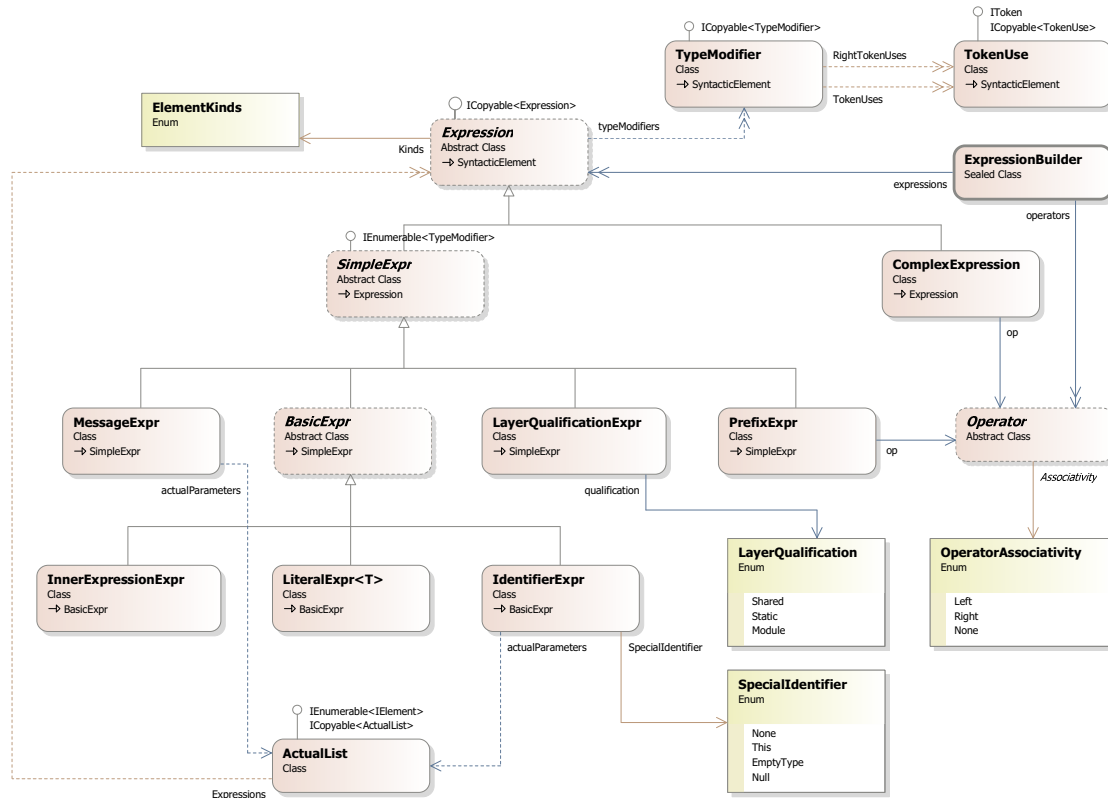 IToken
ICopyable<TokenUse>
ICopyable<TypeModifier>
TypeModifier
Class
SyntacticElement
RightTokenUses
TokenUses
TokenUse
Class
SyntacticElement
ElementKinds
Enum
ICopyable<Expression>
Expression
Abstract Class
SyntacticElement
Kinds
typeModifiers
ExpressionBuilder
Sealed Class
expressions
operators
IEnumerable<TypeModifier>
SimpleExpr
Abstract Class
Expression
ComplexExpression
Class
Expression
op
MessageExpr
Class
SimpleExpr
actualParameters
BasicExpr
Abstract Class
SimpleExpr
LayerQualificationExpr
Class
SimpleExpr
qualification
PrefixExpr
Class
SimpleExpr
op
Operator
Abstract Class
Associativity
InnerExpressionExpr
Class
BasicExpr
LiteralExpr<T>
Class
BasicExpr
IdentifierExpr
Class
BasicExpr
actualParameters
SpecialIdentifier
LayerQualification
Enum
Shared
Static
Module
OperatorAssociativity
Enum
Left
Right
None
SpecialIdentifier
Enum
None
This
EmptyType
Null
IEnumerable<IElement>
ICopyable<ActualList>
ActualList
Class
Expressions